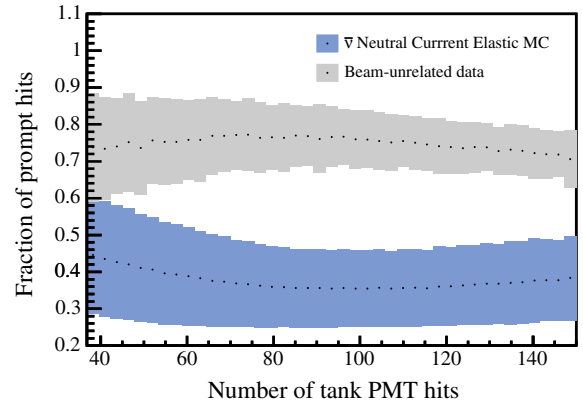 1.1
1
0.9
0.8
0.7
0.6
0.5
0.4
0.3
0.2
Fraction of prompt hits
ν̅ Neutral Currrent Elastic MC
Beam-unrelated data
40 60 80 100 120 140
Number of tank PMT hits